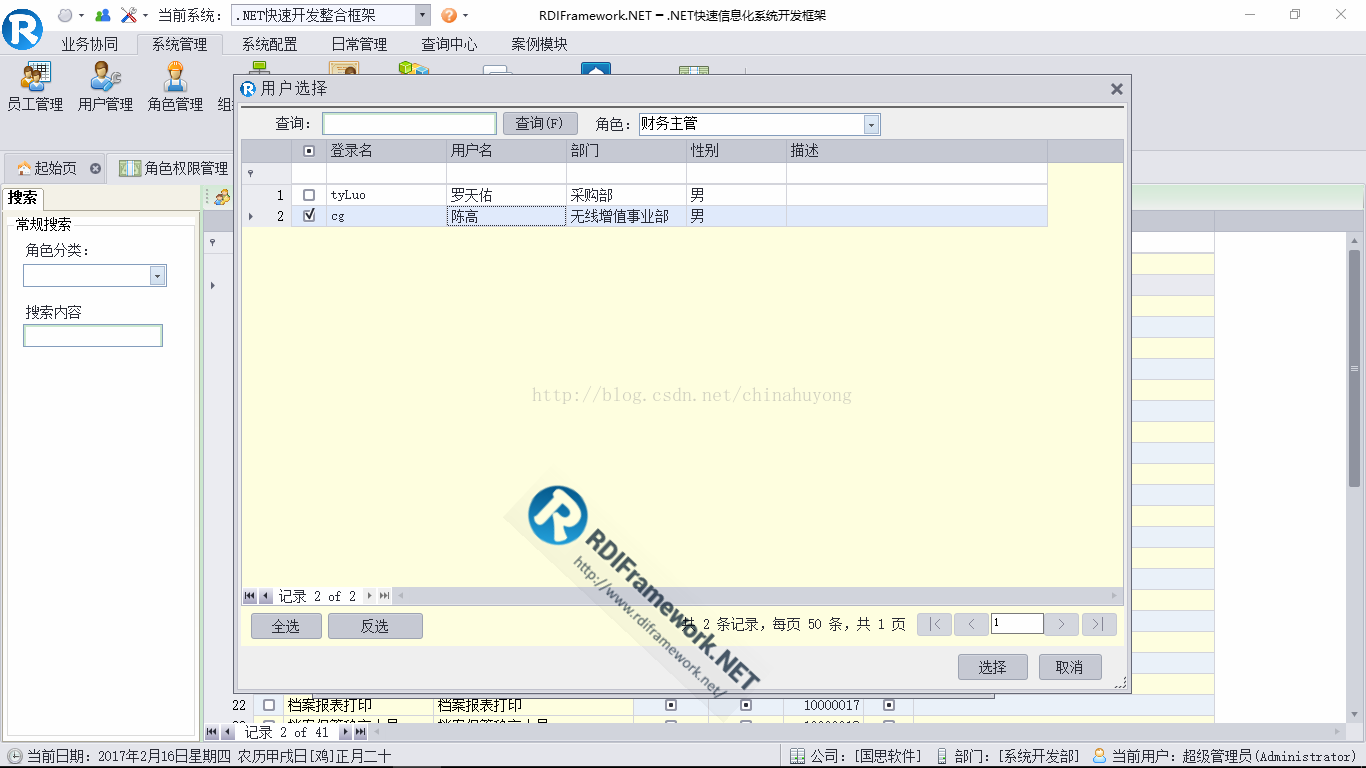 当前系统: .NET快速开发整合框架
RDIFramework.NET - .NET快速信息化系统开发框架
业务协同 系统管理 系统配置 日常管理 查询中心 案例模块
员工管理 用户管理 角色管理
用户选择
查询: 查询(F) 角色: 财务主管
登录名 用户名 部门 性别 描述
1 tyLuo 罗天佑 采购部 男
2 cg 陈高 无线增值事业部 男
起始页 角色权限管理
搜索
常规搜索
角色分类:
搜索内容
http://blog.csdn.net/chinahuyong
RDIFramework.NET
http://www.rdiframework.net/
记录 2 of 2
全选 反选 共 2 条记录，每页 50 条，共 1 页 1
选择 取消
22 档案报表打印 档案报表打印 10000017
记录 2 of 41
当前日期: 2017年2月16日星期四 农历甲戌日[鸡]正月二十 公司: [国思软件] 部门: [系统开发部] 当前用户: 超级管理员(Administrator)